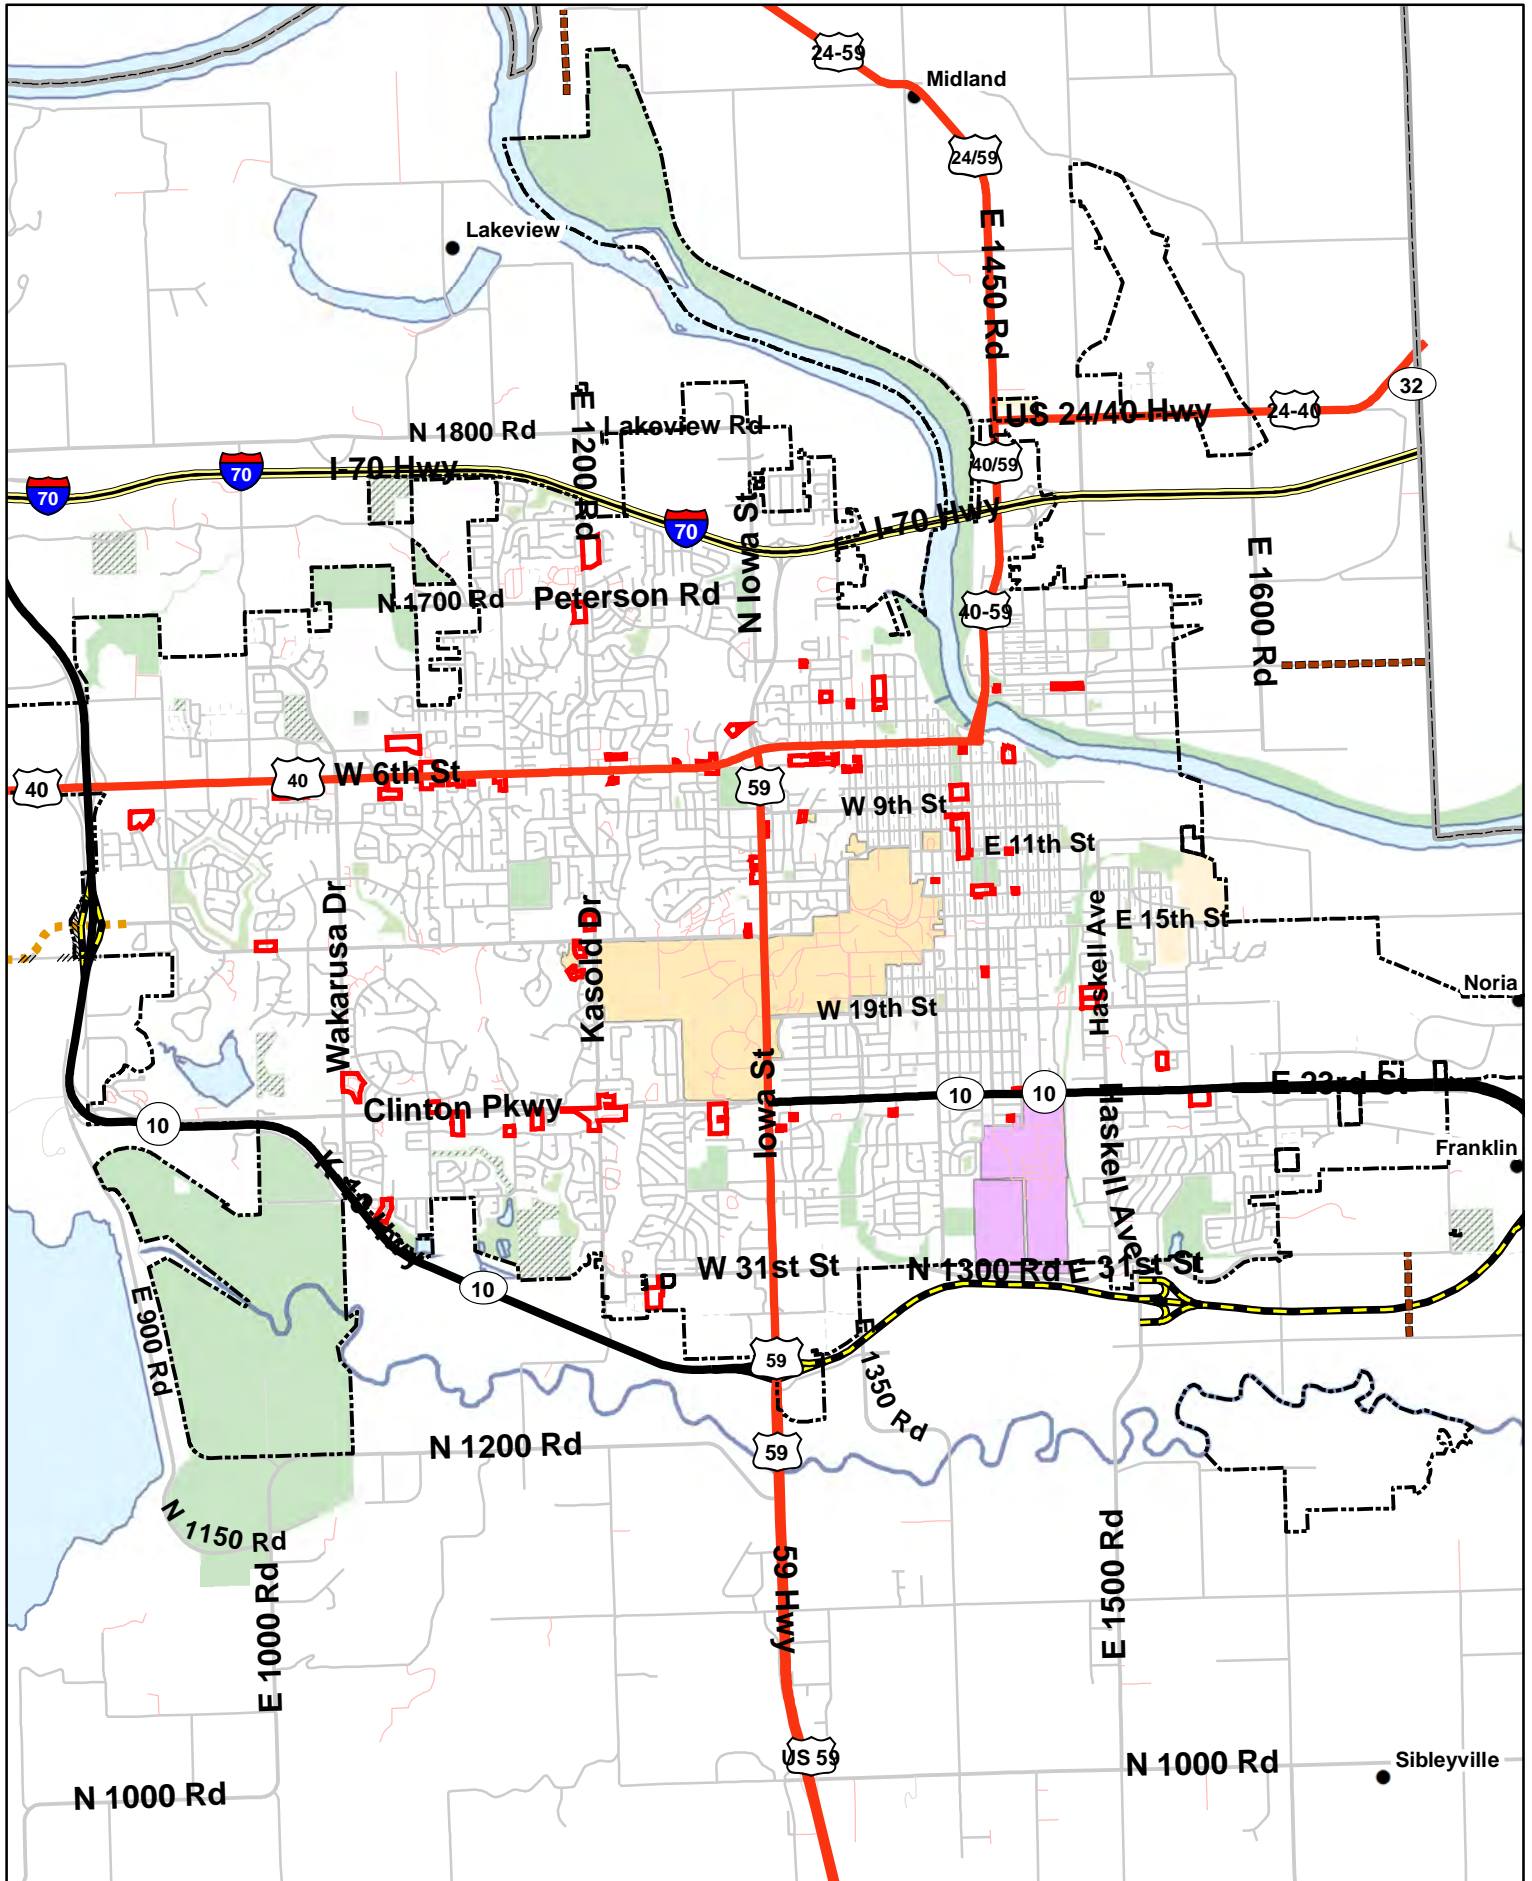 24-59
Midland
24/59
Lakeview
E 1450 Rd
32
US 24/40 Hwy
24-40
N 1800 Rd
E 1200 Rd
Lakeview Rd
I-70 Hwy
70
70
40/59
70
N Iowa St
I-70 Hwy
E 1600 Rd
N 1700 Rd
Peterson Rd
40-59
40
40
W 6th St
59
W 9th St
E 11th St
Wakarusa Dr
Kasold Dr
Haskell Ave
E 15th St
Noria
W 19th St
Iowa St
E 23rd St
10
10
10
Clinton Pkwy
Haskell Ave
Franklin
K-10 Hwy
W 31st St
N 1300 Rd
E 31st St
10
E 900 Rd
59
E 1350 Rd
N 1200 Rd
59
N 1150 Rd
E 1000 Rd
59 Hwy
E 1500 Rd
US 59
N 1000 Rd
Sibleyville
N 1000 Rd